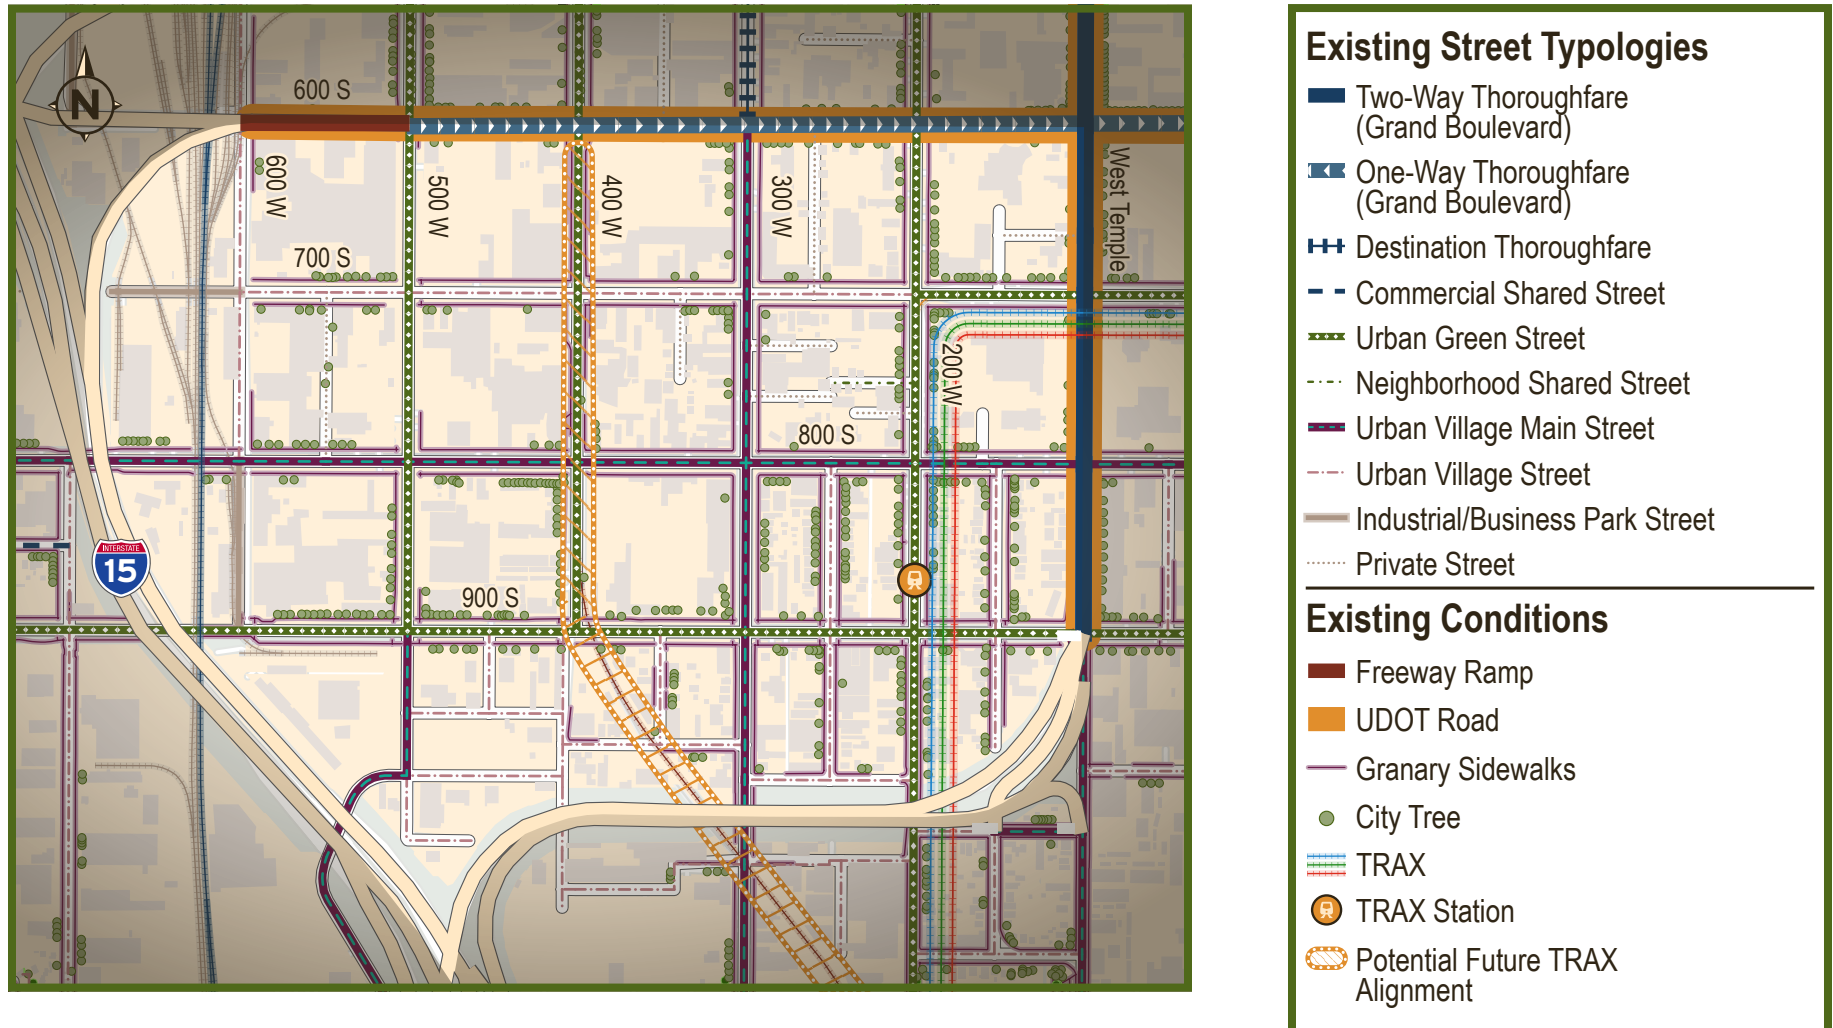 N
600 S
600 W
500 W
400 W
300 W
West Temple
700 S
200 W
800 S
INTERSTATE
15
900 S
Existing Street Typologies
Two-Way Thoroughfare
(Grand Boulevard)
One-Way Thoroughfare
(Grand Boulevard)
Destination Thoroughfare
Commercial Shared Street
Urban Green Street
Neighborhood Shared Street
Urban Village Main Street
Urban Village Street
Industrial/Business Park Street
Private Street
Existing Conditions
Freeway Ramp
UDOT Road
Granary Sidewalks
City Tree
TRAX
TRAX Station
Potential Future TRAX
Alignment